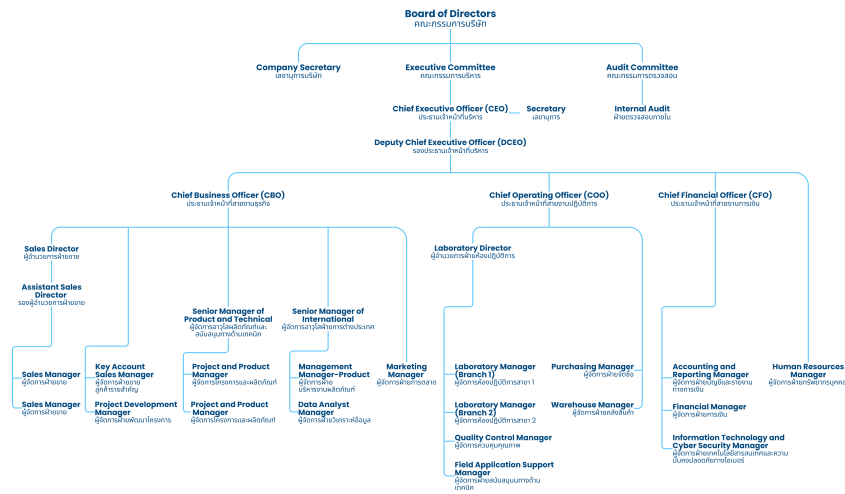 Board of Directors
คณะกรรมการบริษัท
Company Secretary
เลขานุการบริษัท
Executive Committee
คณะกรรมการบริหาร
Audit Committee
คณะกรรมการตรวจสอบ
Chief Executive Officer (CEO)
ประธานเจ้าหน้าที่บริหาร
Secretary
เลขานุการ
Internal Audit
ฝ่ายตรวจสอบภายใน
Deputy Chief Executive Officer (DCEO)
รองประธานเจ้าหน้าที่บริหาร
Chief Business Officer (CBO)
ประธานเจ้าหน้าที่สายงานธุรกิจ
Chief Operating Officer (COO)
ประธานเจ้าหน้าที่สายงานปฏิบัติการ
Chief Financial Officer (CFO)
ประธานเจ้าหน้าที่สายงานการเงิน
Sales Director
ผู้อำนวยการฝ่ายขาย
Laboratory Director
ผู้อำนวยการฝ่ายห้องปฏิบัติการ
Assistant Sales
Director
รองผู้อำนวยการฝ่ายขาย
Senior Manager of
Product and Technical
ผู้จัดการอาวุโสผลิตภัณฑ์และ
สนับสนุนทางด้านเทคนิค
Senior Manager of
International
ผู้จัดการอาวุโสฝ่ายการต่างประเทศ
Sales Manager
ผู้จัดการฝ่ายขาย
Key Account
Sales Manager
ผู้จัดการฝ่ายขาย
ลูกค้ารายสำคัญ
Project and Product
Manager
ผู้จัดการโครงการและผลิตภัณฑ์
Management
Manager-Product
ผู้จัดการฝ่าย
บริหารงานผลิตภัณฑ์
Marketing
Manager
ผู้จัดการฝ่ายการตลาด
Laboratory Manager
(Branch 1)
ผู้จัดการห้องปฏิบัติการสาขา 1
Purchasing Manager
ผู้จัดการฝ่ายจัดซื้อ
Accounting and
Reporting Manager
ผู้จัดการฝ่ายบัญชีและรายงาน
ทางการเงิน
Human Resources
Manager
ผู้จัดการฝ่ายทรัพยากรบุคคล
Sales Manager
ผู้จัดการฝ่ายขาย
Project Development
Manager
ผู้จัดการฝ่ายพัฒนาโครงการ
Project and Product
Manager
ผู้จัดการโครงการและผลิตภัณฑ์
Data Analyst
Manager
ผู้จัดการฝ่ายวิเคราะห์ข้อมูล
Laboratory Manager
(Branch 2)
ผู้จัดการห้องปฏิบัติการสาขา 2
Warehouse Manager
ผู้จัดการฝ่ายคลังสินค้า
Financial Manager
ผู้จัดการฝ่ายการเงิน
Quality Control Manager
ผู้จัดการควบคุมคุณภาพ
Information Technology and
Cyber Security Manager
ผู้จัดการฝ่ายเทคโนโลยีสารสนเทศและความ
มั่นคงปลอดภัยทางไซเบอร์
Field Application Support
Manager
ผู้จัดการฝ่ายสนับสนุนทางด้าน
เทคนิค